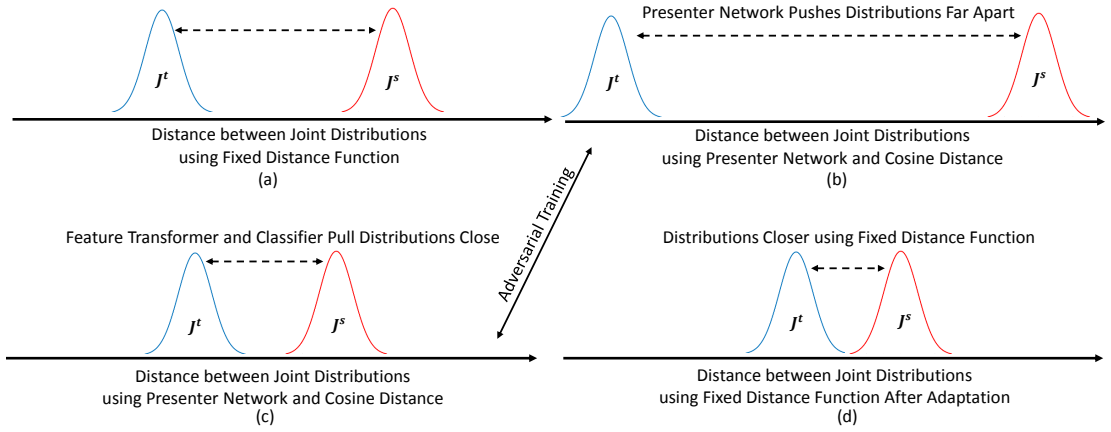 J^t
J^s
Distance between Joint Distributions
using Fixed Distance Function
(a)
Presenter Network Pushes Distributions Far Apart
J^t
J^s
Distance between Joint Distributions
using Presenter Network and Cosine Distance
(b)
Adversarial Training
Feature Transformer and Classifier Pull Distributions Close
J^t
J^s
Distance between Joint Distributions
using Presenter Network and Cosine Distance
(c)
Distributions Closer using Fixed Distance Function
J^t
J^s
Distance between Joint Distributions
using Fixed Distance Function After Adaptation
(d)